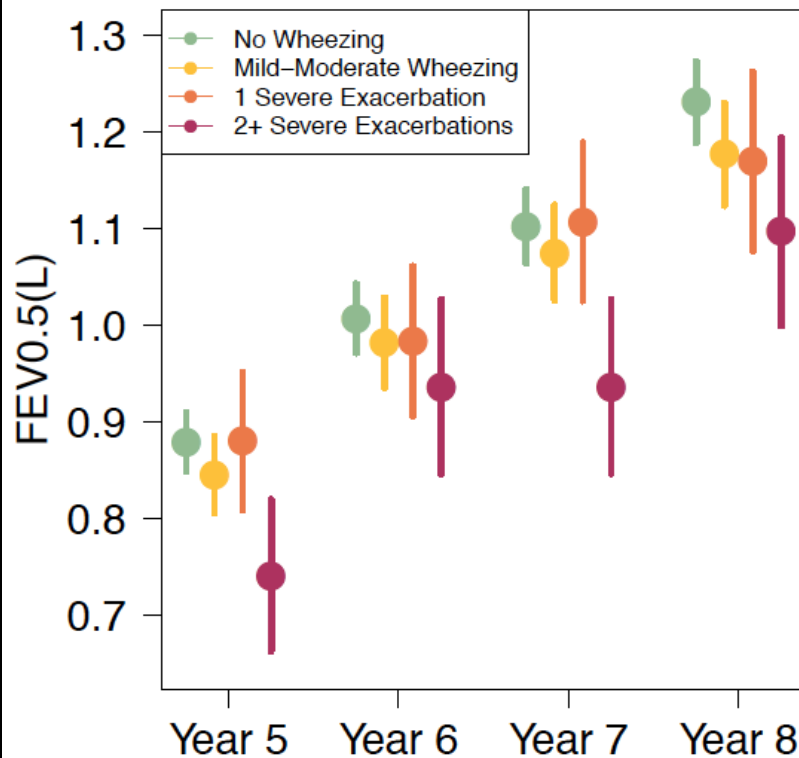 1.3
1.2
1.1
1.0
0.9
0.8
0.7
FEV0.5(L)
No Wheezing
Mild–Moderate Wheezing
1 Severe Exacerbation
2+ Severe Exacerbations
Year 5 Year 6 Year 7 Year 8